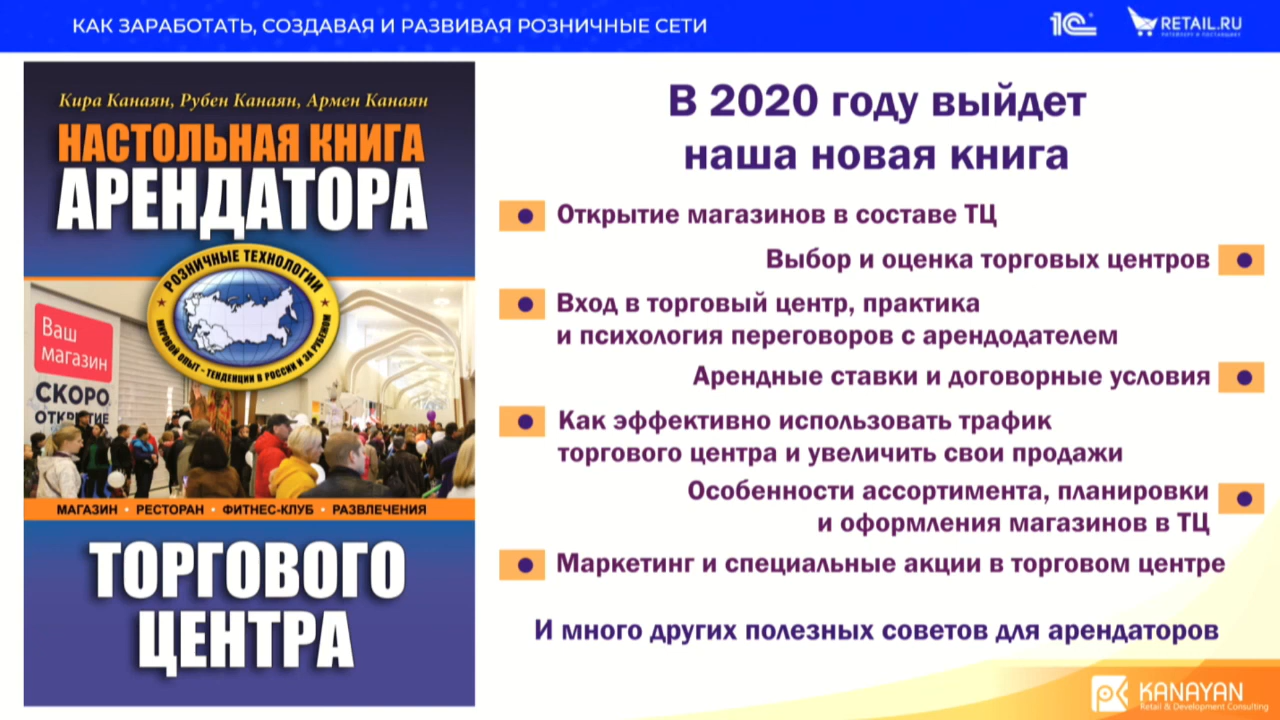 КАК ЗАРАБОТАТЬ, СОЗДАВАЯ И РАЗВИВАЯ РОЗНИЧНЫЕ СЕТИ
1С
RETAIL.RU
РИТЕЙЛЕРУ И ПОСТАВЩИКУ
Кира Канаян, Рубен Канаян, Армен Канаян
НАСТОЛЬНАЯ КНИГА
АРЕНДАТОРА
РОЗНИЧНЫЕ ТЕХНОЛОГИИ
МИРОВОЙ ОПЫТ - ТЕНДЕНЦИИ В РОССИИ И ЗА РУБЕЖОМ
Ваш
магазин
СКОРО
ОТКРЫТИЕ
МАГАЗИН • РЕСТОРАН • ФИТНЕС-КЛУБ • РАЗВЛЕЧЕНИЯ
ТОРГОВОГО
ЦЕНТРА
В 2020 году выйдет
наша новая книга
Открытие магазинов в составе ТЦ
Выбор и оценка торговых центров
Вход в торговый центр, практика
и психология переговоров с арендодателем
Арендные ставки и договорные условия
Как эффективно использовать трафик
торгового центра и увеличить свои продажи
Особенности ассортимента, планировки
и оформления магазинов в ТЦ
Маркетинг и специальные акции в торговом центре
И много других полезных советов для арендаторов
KANAYAN
Retail & Development Consulting